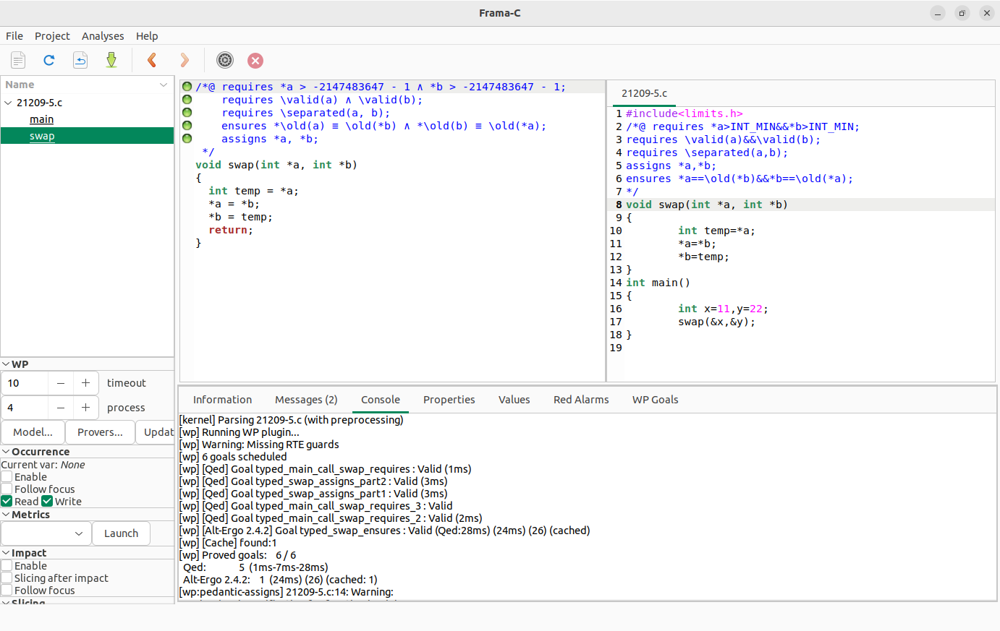 Frama-C
File Project Analyses Help
Name
21209-5.c
main
swap
/*@ requires *a > -2147483647 - 1 ∧ *b > -2147483647 - 1;
requires \valid(a) ∧ \valid(b);
requires \separated(a, b);
ensures *\old(a) ≡ \old(*b) ∧ *\old(b) ≡ \old(*a);
assigns *a, *b;
*/
void swap(int *a, int *b)
{
int temp = *a;
*a = *b;
*b = temp;
return;
}
21209-5.c
1 #include<limits.h>
2 /*@ requires *a>INT_MIN&&*b>INT_MIN;
3 requires \valid(a)&&\valid(b);
4 requires \separated(a,b);
5 assigns *a,*b;
6 ensures *a==\old(*b)&&*b==\old(*a);
7 */
8 void swap(int *a, int *b)
9 {
10 int temp=*a;
11 *a=*b;
12 *b=temp;
13 }
14 int main()
15 {
16 int x=11,y=22;
17 swap(&x,&y);
18 }
19
WP
10 − + timeout
4 − + process
Model... Provers... Updat
Occurrence
Current var: None
Enable
Follow focus
Read Write
Metrics
Launch
Impact
Enable
Slicing after impact
Follow focus
Slicing
Information Messages (2) Console Properties Values Red Alarms WP Goals
[kernel] Parsing 21209-5.c (with preprocessing)
[wp] Running WP plugin...
[wp] Warning: Missing RTE guards
[wp] 6 goals scheduled
[wp] [Qed] Goal typed_main_call_swap_requires : Valid (1ms)
[wp] [Qed] Goal typed_swap_assigns_part2 : Valid (3ms)
[wp] [Qed] Goal typed_swap_assigns_part1 : Valid (3ms)
[wp] [Qed] Goal typed_main_call_swap_requires_3 : Valid
[wp] [Qed] Goal typed_main_call_swap_requires_2 : Valid (2ms)
[wp] [Alt-Ergo 2.4.2] Goal typed_swap_ensures : Valid (Qed:28ms) (24ms) (26) (cached)
[wp] [Cache] found:1
[wp] Proved goals: 6 / 6
Qed: 5 (1ms-7ms-28ms)
Alt-Ergo 2.4.2: 1 (24ms) (26) (cached: 1)
[wp:pedantic-assigns] 21209-5.c:14: Warning: